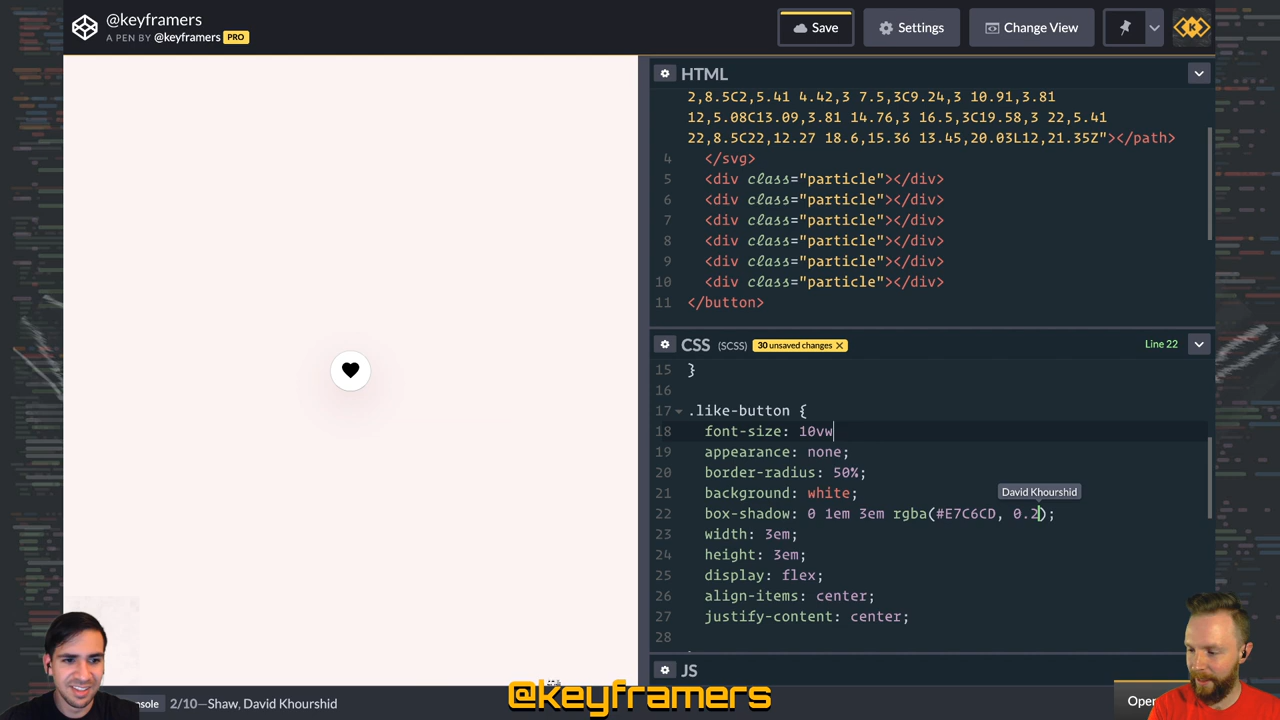 @keyframers
A PEN BY @keyframers PRO
Save
Settings
Change View
HTML
2,8.5C2,5.41 4.42,3 7.5,3C9.24,3 10.91,3.81
12,5.08C13.09,3.81 14.76,3 16.5,3C19.58,3 22,5.41
22,8.5C22,12.27 18.6,15.36 13.45,20.03L12,21.35Z"></path>
4 </svg>
5 <div class="particle"></div>
6 <div class="particle"></div>
7 <div class="particle"></div>
8 <div class="particle"></div>
9 <div class="particle"></div>
10 <div class="particle"></div>
11 </button>
CSS (SCSS) 30 unsaved changes Line 22
15 }
16
17 .like-button {
18 font-size: 10vw
19 appearance: none;
20 border-radius: 50%;
21 background: white;
David Khourshid
22 box-shadow: 0 1em 3em rgba(#E7C6CD, 0.2);
23 width: 3em;
24 height: 3em;
25 display: flex;
26 align-items: center;
27 justify-content: center;
28
JS
2/10—Shaw, David Khourshid
@keyframers